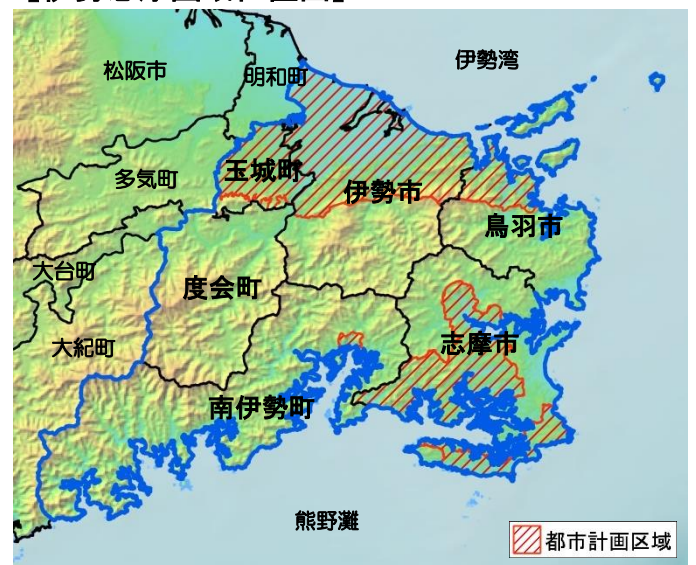 伊勢湾
松阪市
明和町
玉城町
多気町
伊勢市
鳥羽市
大台町
度会町
大紀町
志摩市
南伊勢町
熊野灘
都市計画区域